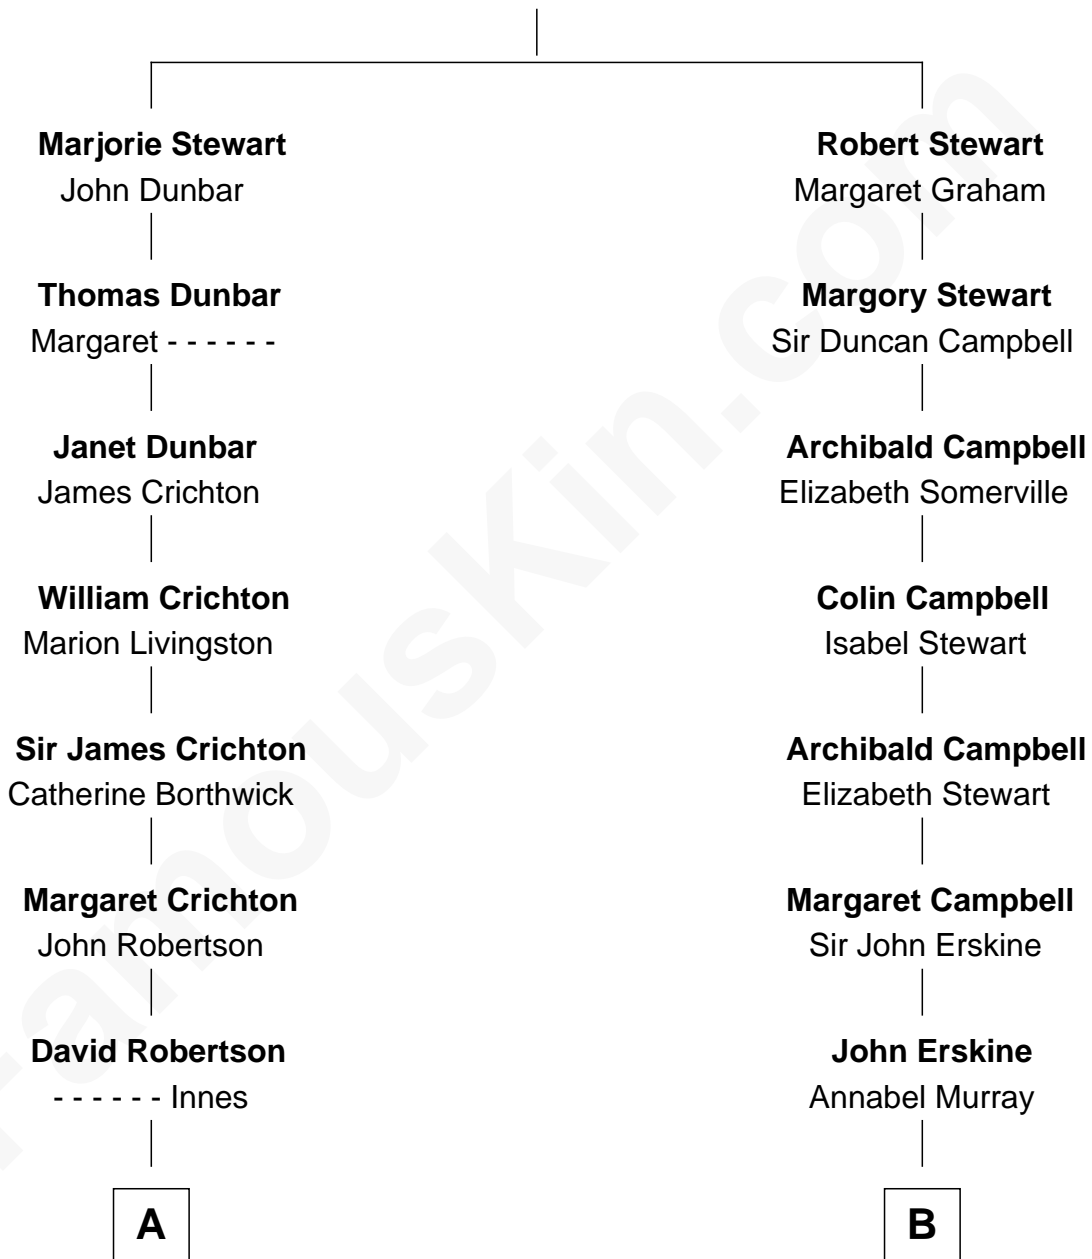 Marjorie Stewart
John Dunbar
Thomas Dunbar
Margaret - - - - - -
Janet Dunbar
James Crichton
William Crichton
Marion Livingston
Sir James Crichton
Catherine Borthwick
Margaret Crichton
John Robertson
David Robertson
- - - - - - Innes
A
Robert Stewart
Margaret Graham
Margory Stewart
Sir Duncan Campbell
Archibald Campbell
Elizabeth Somerville
Colin Campbell
Isabel Stewart
Archibald Campbell
Elizabeth Stewart
Margaret Campbell
Sir John Erskine
John Erskine
Annabel Murray
B
FamousKin.com